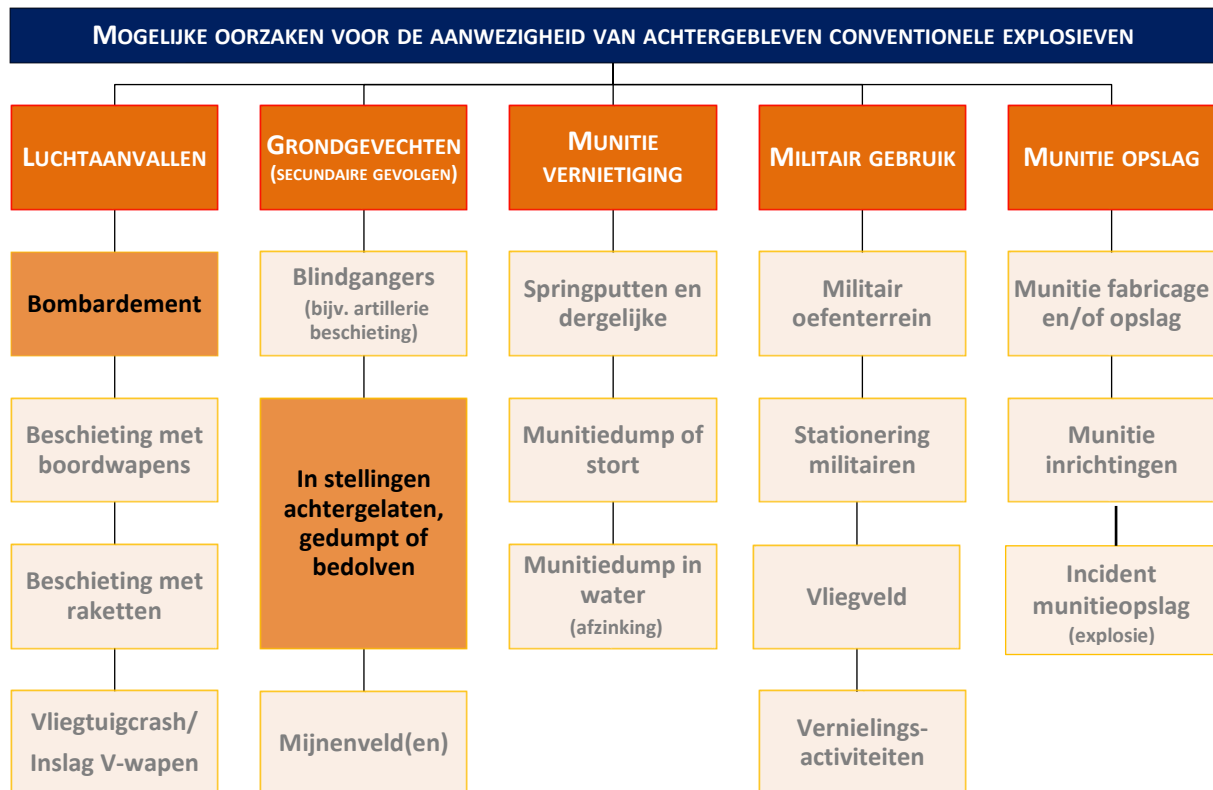 MOGELIJKE OORZAKEN VOOR DE AANWEZIGHEID VAN ACHTERGEBLEVEN CONVENTIONELE EXPLOSIEVEN
LUCHTAANVALLEN
Bombardement
Beschieting met
boordwapens
Beschieting met
raketten
Vliegtuigcrash/
Inslag V-wapen
GRONDGEVECHTEN
(SECUNDAIRE GEVOLGEN)
Blindgangers
(bijv. artillerie
beschieting)
In stellingen
achtergelaten,
gedumpt of
bedolven
Mijnenveld(en)
MUNITIE
VERNIETIGING
Springputten en
dergelijke
Munitiedump of
stort
Munitiedump in
water
(afzinking)
MILITAIR GEBRUIK
Militair
oefenterrein
Stationering
militairen
Vliegveld
Vernielings-
activiteiten
MUNITIE OPSLAG
Munitie fabricage
en/of opslag
Munitie
inrichtingen
Incident
munitieopslag
(explosie)